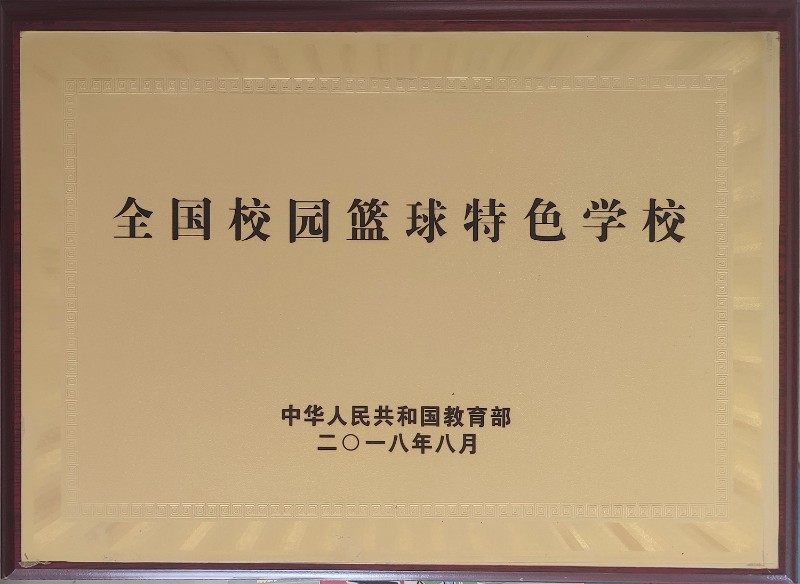 全国校园篮球特色学校
中华人民共和国教育部
二〇一八年八月